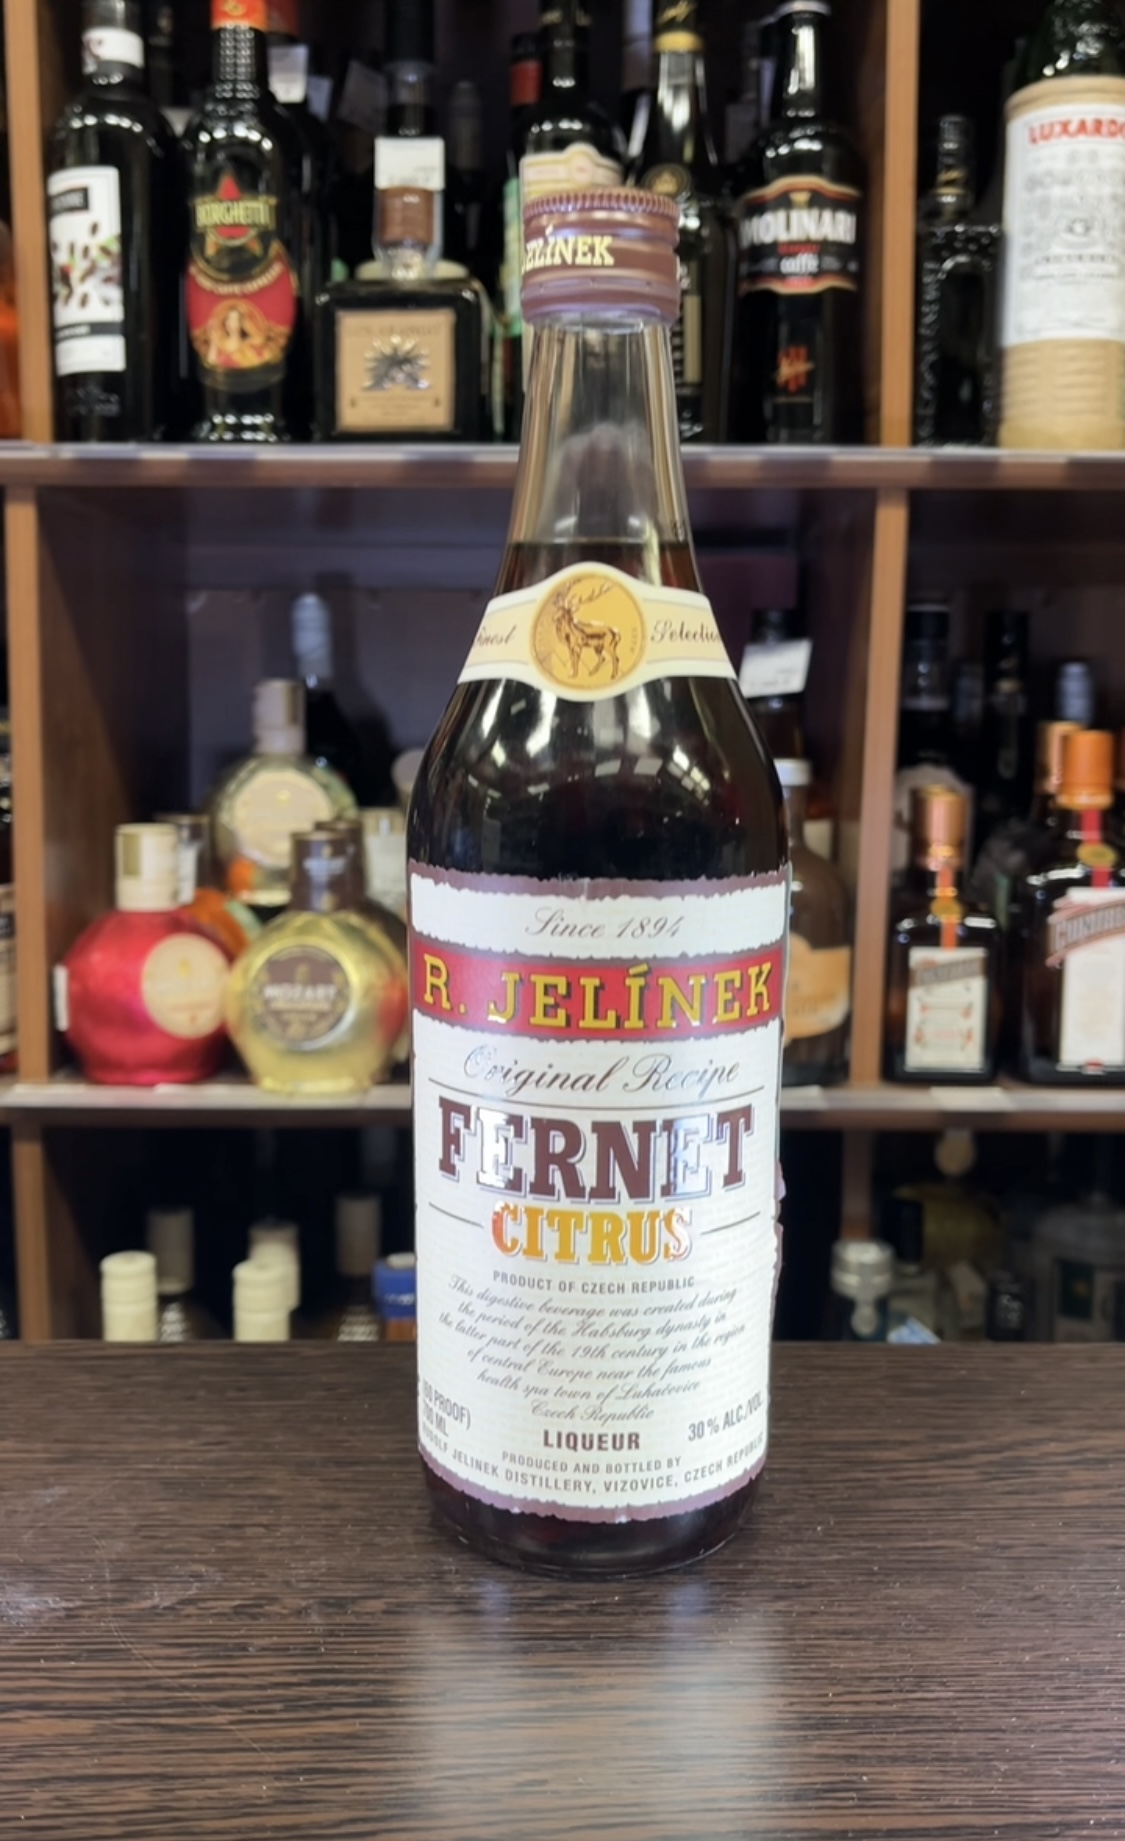 LUXARDO
BORGHETTI
MOLINARI
caffè
JELÍNEK
Finest Selection
MOZART
COINTREAU
Since 1894
R. JELÍNEK
Original Recipe
FERNET
CITRUS
PRODUCT OF CZECH REPUBLIC
This digestive beverage was created during
the period of the Habsburg dynasty in
the latter part of the 19th century in the region
of central Europe near the famous
health spa town of Luhačovice
Czech Republic
(60 PROOF)
700 ML
30% ALC./VOL.
LIQUEUR
PRODUCED AND BOTTLED BY
RUDOLF JELINEK DISTILLERY, VIZOVICE, CZECH REPUBLIC